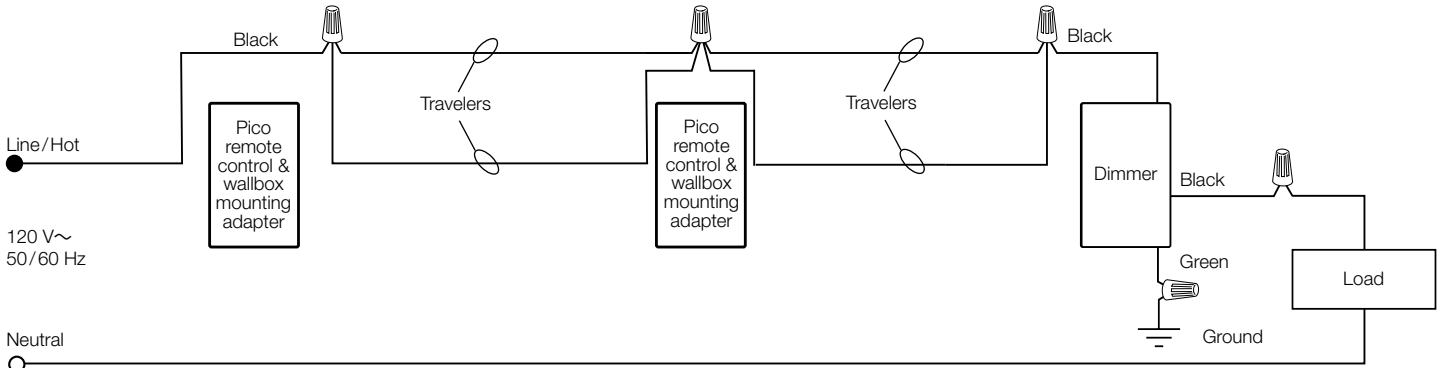 Black
Black
Travelers
Travelers
Line/Hot
Pico
remote
control &
wallbox
mounting
adapter
Pico
remote
control &
wallbox
mounting
adapter
Dimmer
Black
120 V~
50/60 Hz
Green
Load
Neutral
Ground